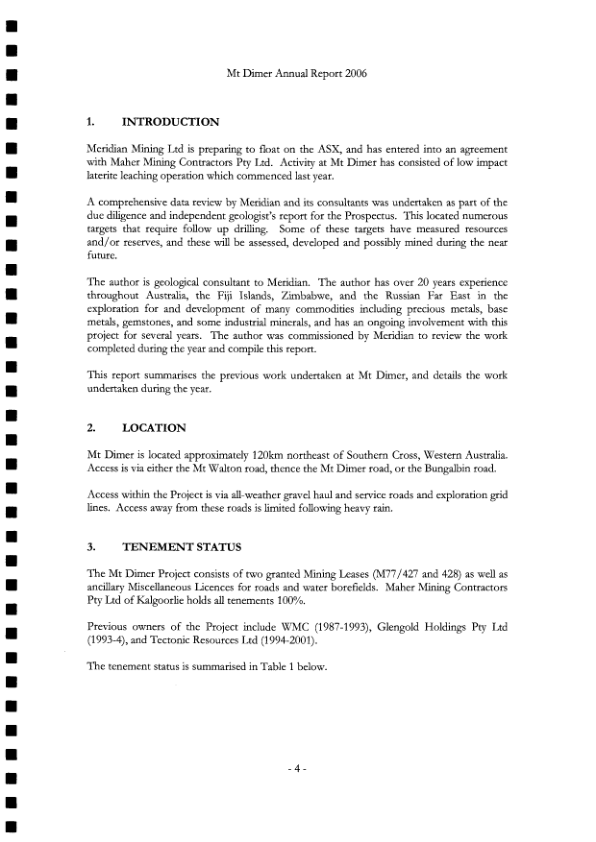 Mt Dimer Annual Report 2006
1. INTRODUCTION
Meridian Mining Ltd is preparing to float on the ASX, and has entered into an agreement
with Maher Mining Contractors Pty Ltd. Activity at Mt Dimer has consisted of low impact
laterite leaching operation which commenced last year.
A comprehensive data review by Meridian and its consultants was undertaken as part of the
due diligence and independent geologist's report for the Prospectus. This located numerous
targets that require follow up drilling. Some of these targets have measured resources
and/or reserves, and these will be assessed, developed and possibly mined during the near
future.
The author is geological consultant to Meridian. The author has over 20 years experience
throughout Australia, the Fiji Islands, Zimbabwe, and the Russian Far East in the
exploration for and development of many commodities including precious metals, base
metals, gemstones, and some industrial minerals, and has an ongoing involvement with this
project for several years. The author was commissioned by Meridian to review the work
completed during the year and compile this report.
This report summarises the previous work undertaken at Mt Dimer, and details the work
undertaken during the year.
2. LOCATION
Mt Dimer is located approximately 120km northeast of Southern Cross, Western Australia.
Access is via either the Mt Walton road, thence the Mt Dimer road, or the Bungalbin road.
Access within the Project is via all-weather gravel haul and service roads and exploration grid
lines. Access away from these roads is limited following heavy rain.
3. TENEMENT STATUS
The Mt Dimer Project consists of two granted Mining Leases (M77/427 and 428) as well as
ancillary Miscellaneous Licences for roads and water borefields. Maher Mining Contractors
Pty Ltd of Kalgoorlie holds all tenements 100%.
Previous owners of the Project include WMC (1987-1993), Glengold Holdings Pty Ltd
(1993-4), and Tectonic Resources Ltd (1994-2001).
The tenement status is summarised in Table 1 below.
- 4 -